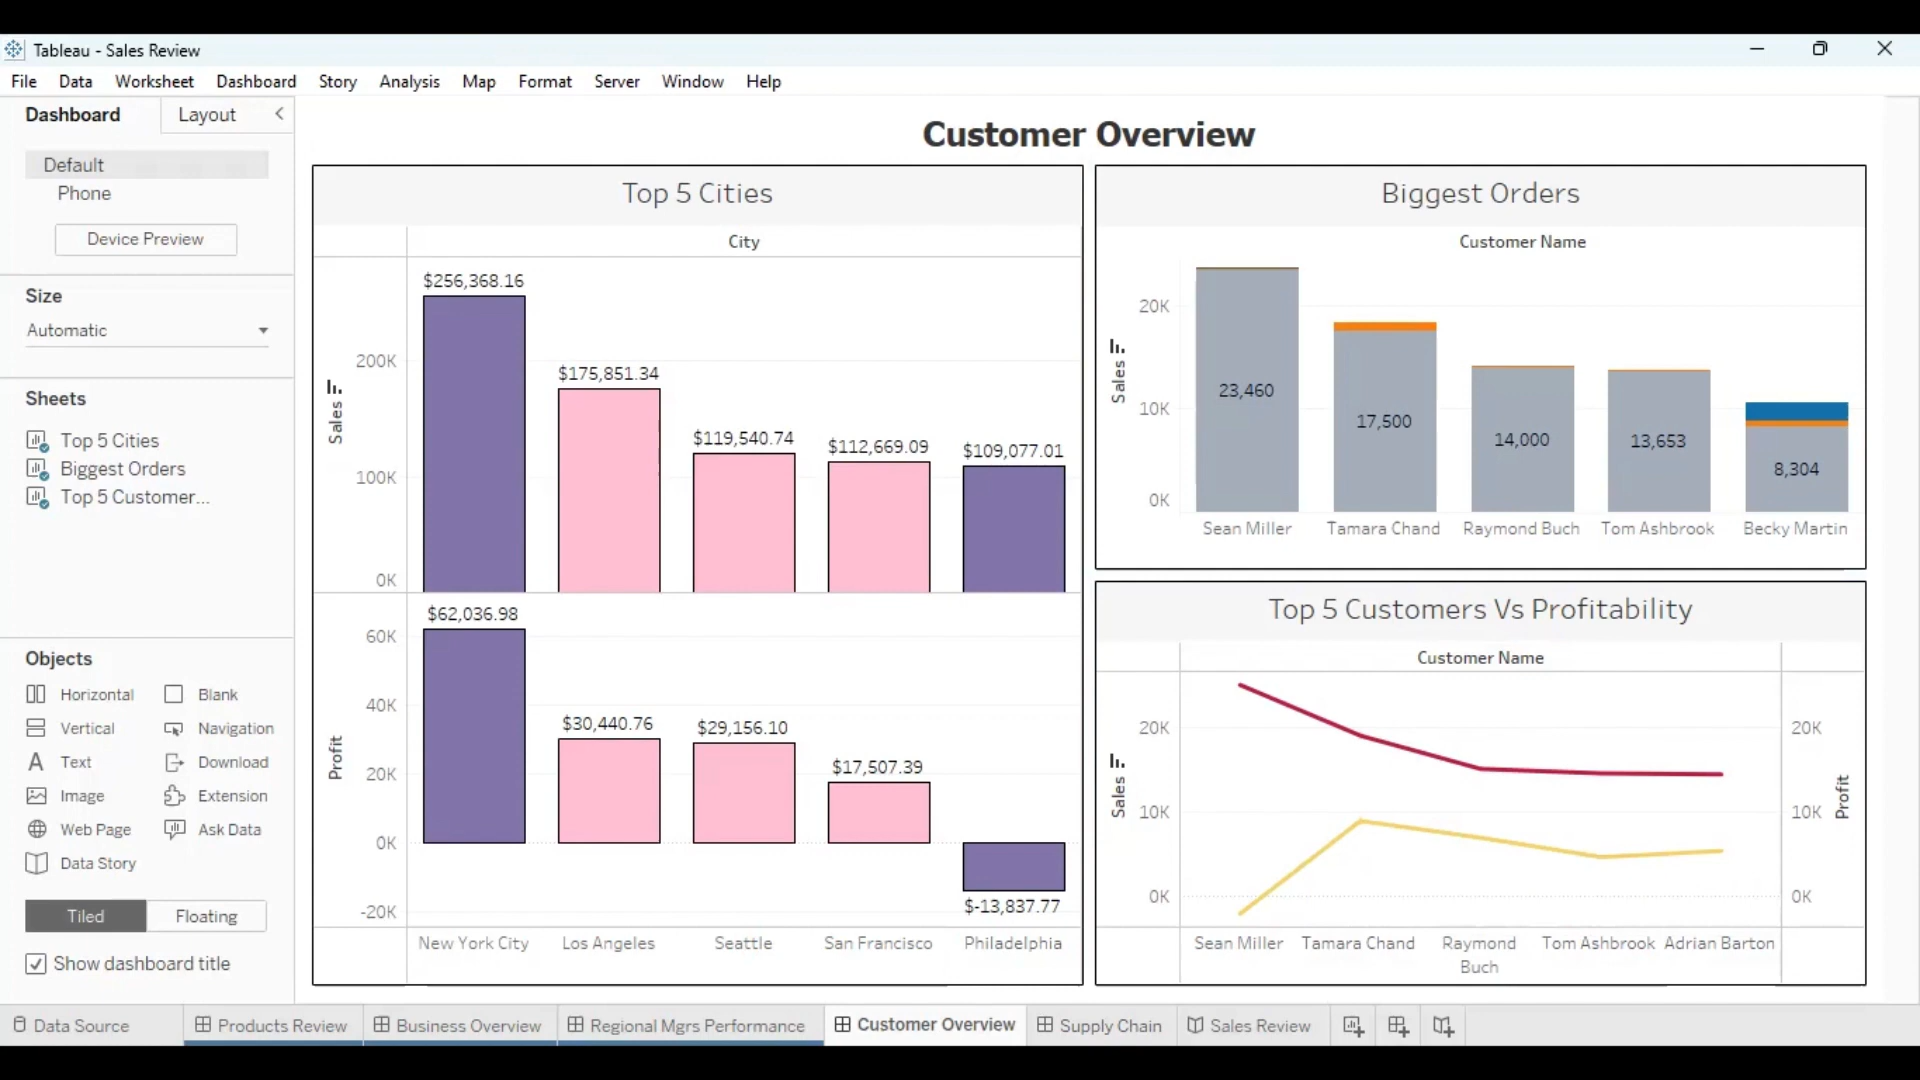 Tableau - Sales Review
File Data Worksheet Dashboard Story Analysis Map Format Server Window Help
Dashboard Layout
Default
Phone
Device Preview
Size
Automatic
Sheets
Top 5 Cities
Biggest Orders
Top 5 Customer...
Objects
Horizontal Blank
Vertical Navigation
Text Download
Image Extension
Web Page Ask Data
Data Story
Tiled Floating
Show dashboard title
Customer Overview
Top 5 Cities
City
Sales
200K
100K
0K
$256,368.16
$175,851.34
$119,540.74
$112,669.09
$109,077.01
Profit
60K
40K
20K
0K
-20K
$62,036.98
$30,440.76
$29,156.10
$17,507.39
$-13,837.77
New York City Los Angeles Seattle San Francisco Philadelphia
Biggest Orders
Customer Name
Sales
20K
10K
0K
23,460
17,500
14,000
13,653
8,304
Sean Miller Tamara Chand Raymond Buch Tom Ashbrook Becky Martin
Top 5 Customers Vs Profitability
Customer Name
Sales
20K
10K
0K
20K
10K
0K
Profit
Sean Miller Tamara Chand Raymond Tom Ashbrook Adrian Barton
Buch
Data Source Products Review Business Overview Regional Mgrs Performance Customer Overview Supply Chain Sales Review